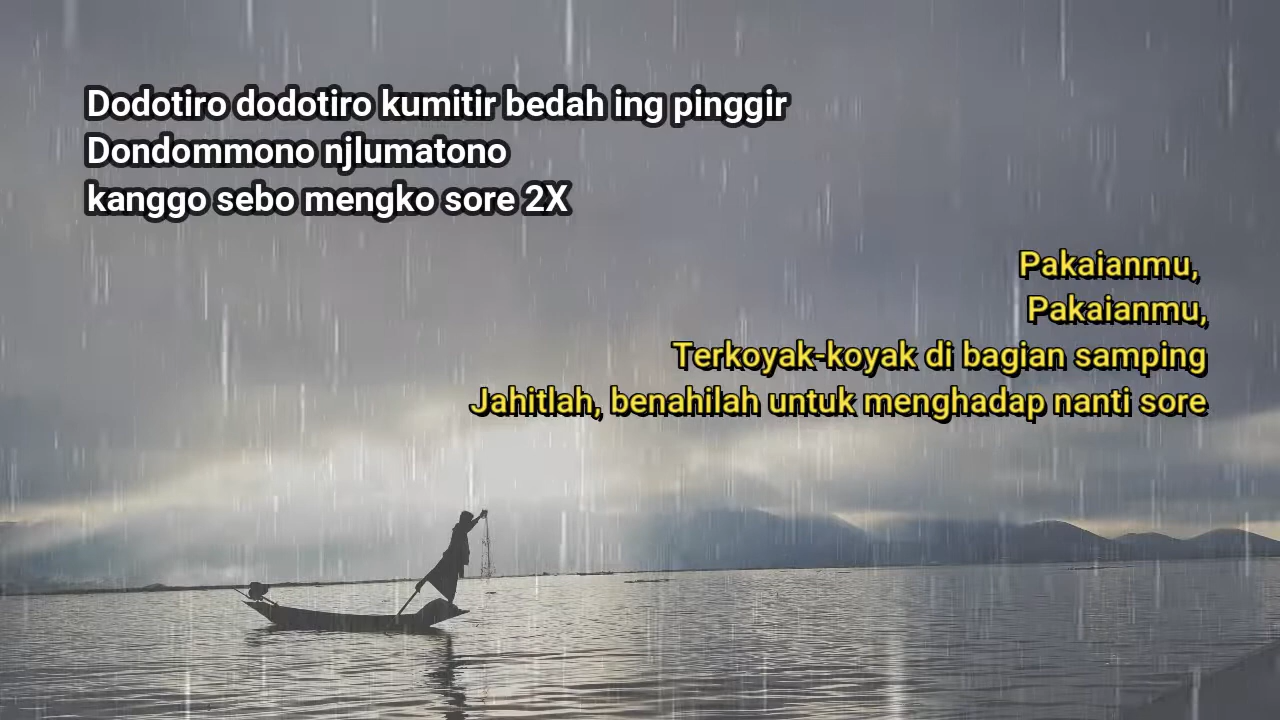 Dodotiro dodotiro kumitir bedah ing pinggir
Dondommono njlumatono
kanggo sebo mengko sore 2X
Pakaianmu,
Pakaianmu,
Terkoyak-koyak di bagian samping
Jahitlah, benahilah untuk menghadap nanti sore